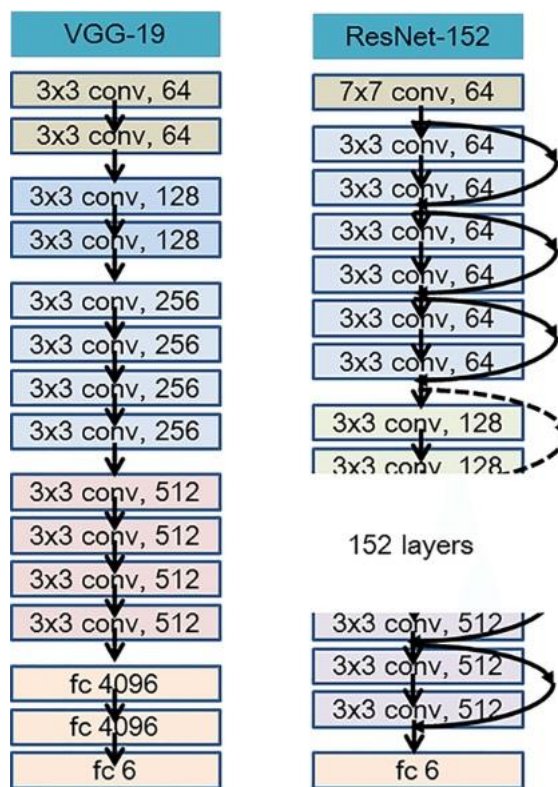 VGG-19
3x3 conv, 64
3x3 conv, 64
3x3 conv, 128
3x3 conv, 128
3x3 conv, 256
3x3 conv, 256
3x3 conv, 256
3x3 conv, 256
3x3 conv, 512
3x3 conv, 512
3x3 conv, 512
3x3 conv, 512
fc 4096
fc 4096
fc 6
ResNet-152
7x7 conv, 64
3x3 conv, 64
3x3 conv, 64
3x3 conv, 64
3x3 conv, 64
3x3 conv, 64
3x3 conv, 64
3x3 conv, 128
3x3 conv, 128
152 layers
3x3 conv, 512
3x3 conv, 512
3x3 conv, 512
fc 6